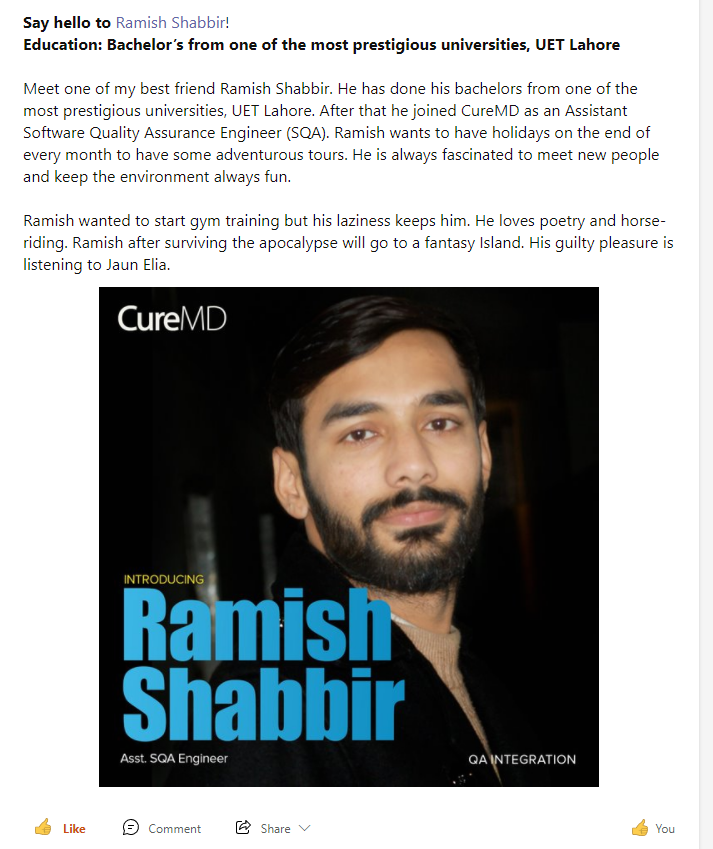 Say hello to Ramish Shabbir!
Education: Bachelor’s from one of the most prestigious universities, UET Lahore
Meet one of my best friend Ramish Shabbir. He has done his bachelors from one of the
most prestigious universities, UET Lahore. After that he joined CureMD as an Assistant
Software Quality Assurance Engineer (SQA). Ramish wants to have holidays on the end of
every month to have some adventurous tours. He is always fascinated to meet new people
and keep the environment always fun.
Ramish wanted to start gym training but his laziness keeps him. He loves poetry and horse-
riding. Ramish after surviving the apocalypse will go to a fantasy Island. His guilty pleasure is
listening to Jaun Elia.
CureMD
INTRODUCING
Ramish
Shabbir
Asst. SQA Engineer
QA INTEGRATION
Like Comment Share You